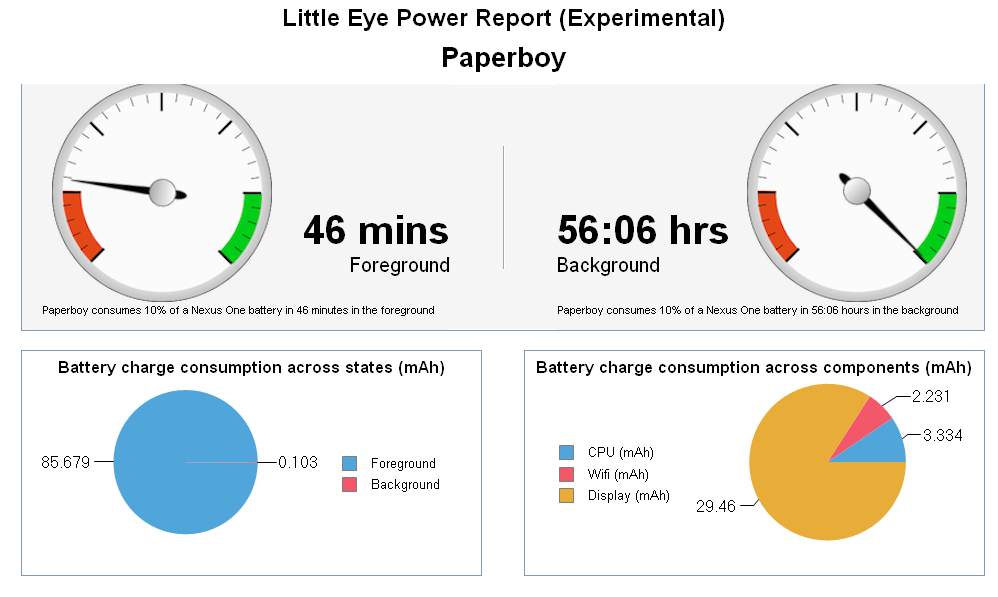 Little Eye Power Report (Experimental)
Paperboy
46 mins
Foreground
Paperboy consumes 10% of a Nexus One battery in 46 minutes in the foreground
56:06 hrs
Background
Paperboy consumes 10% of a Nexus One battery in 56:06 hours in the background
Battery charge consumption across states (mAh)
85.679
0.103
Foreground
Background
Battery charge consumption across components (mAh)
2.231
3.334
CPU (mAh)
Wifi (mAh)
Display (mAh)
29.46